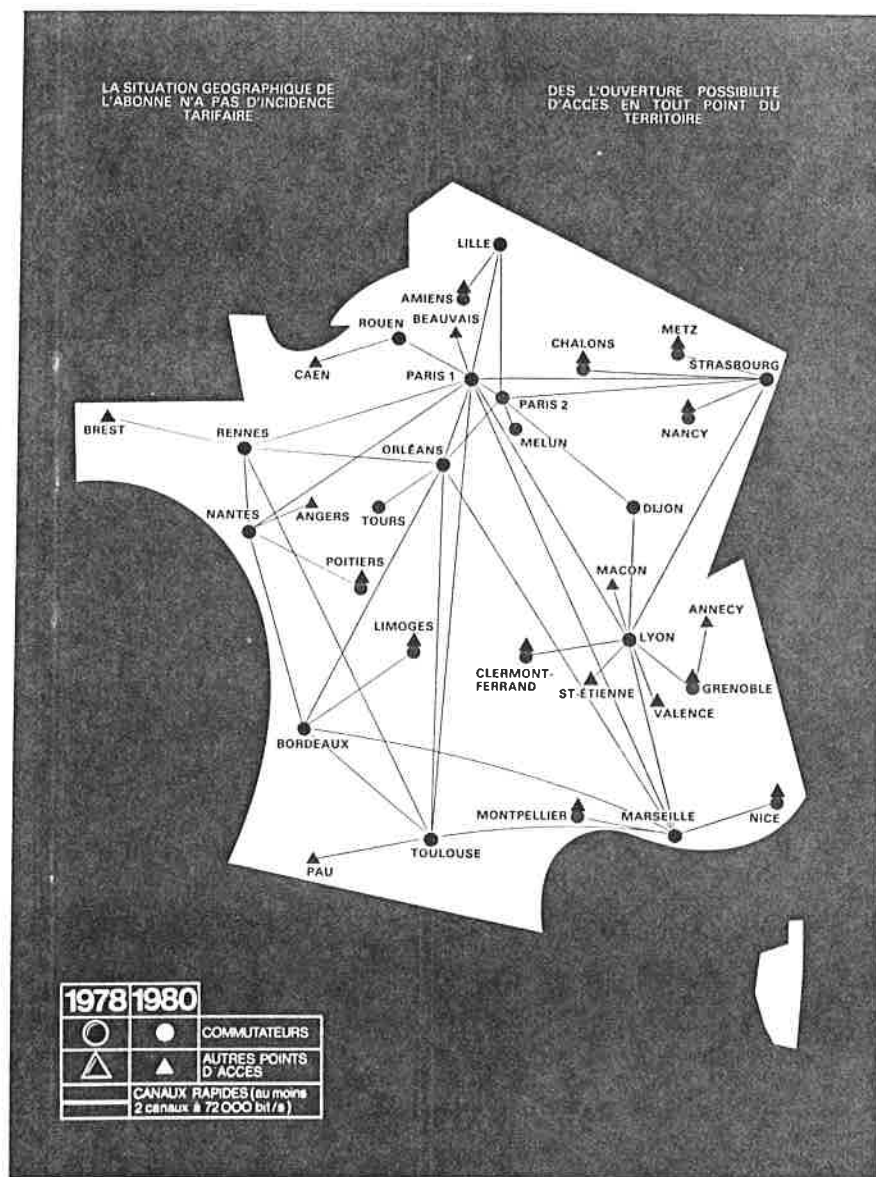 LA SITUATION GEOGRAPHIQUE DE
L'ABONNE N'A PAS D'INCIDENCE
TARIFAIRE
DES L'OUVERTURE POSSIBILITE
D'ACCES EN TOUT POINT DU
TERRITOIRE
LILLE
AMIENS
BEAUVAIS
ROUEN
METZ
CHALONS
STRASBOURG
CAEN
PARIS 1
PARIS 2
NANCY
BREST
RENNES
MELUN
ORLÉANS
NANTES
ANGERS
TOURS
DIJON
POITIERS
MACON
ANNECY
LIMOGES
LYON
CLERMONT-
FERRAND
ST-ÉTIENNE
GRENOBLE
VALENCE
BORDEAUX
MONTPELLIER
MARSEILLE
NICE
TOULOUSE
PAU
1978 1980
COMMUTATEURS
AUTRES POINTS
D'ACCES
CANAUX RAPIDES (au moins
2 canaux à 72 000 bit/s)